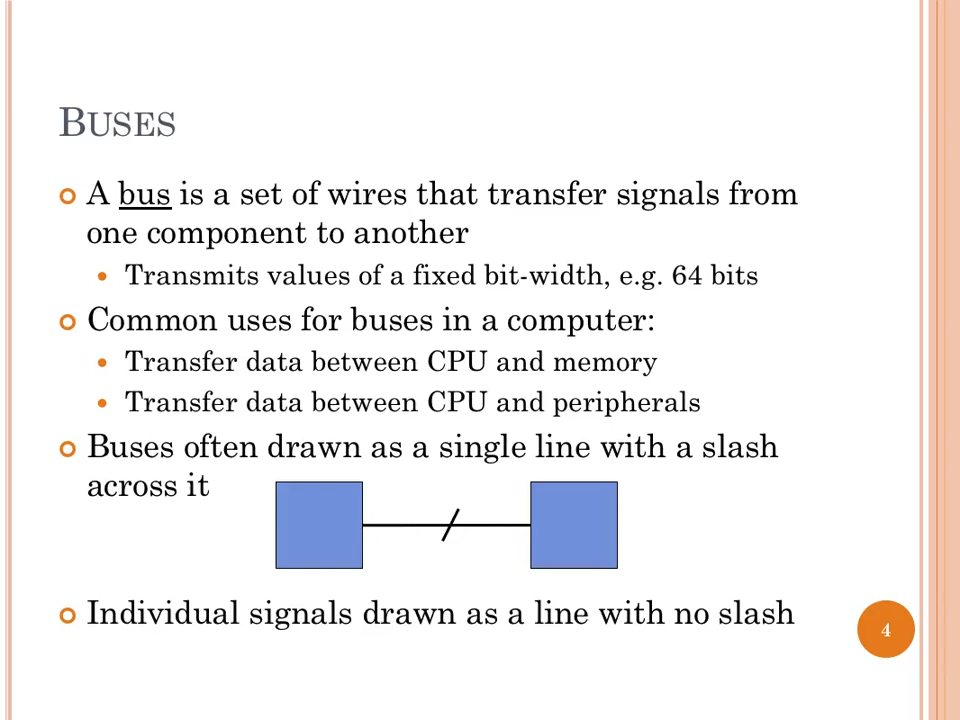 BUSES
A bus is a set of wires that transfer signals from
one component to another
Transmits values of a fixed bit-width, e.g. 64 bits
Common uses for buses in a computer:
Transfer data between CPU and memory
Transfer data between CPU and peripherals
Buses often drawn as a single line with a slash
across it
Individual signals drawn as a line with no slash
4